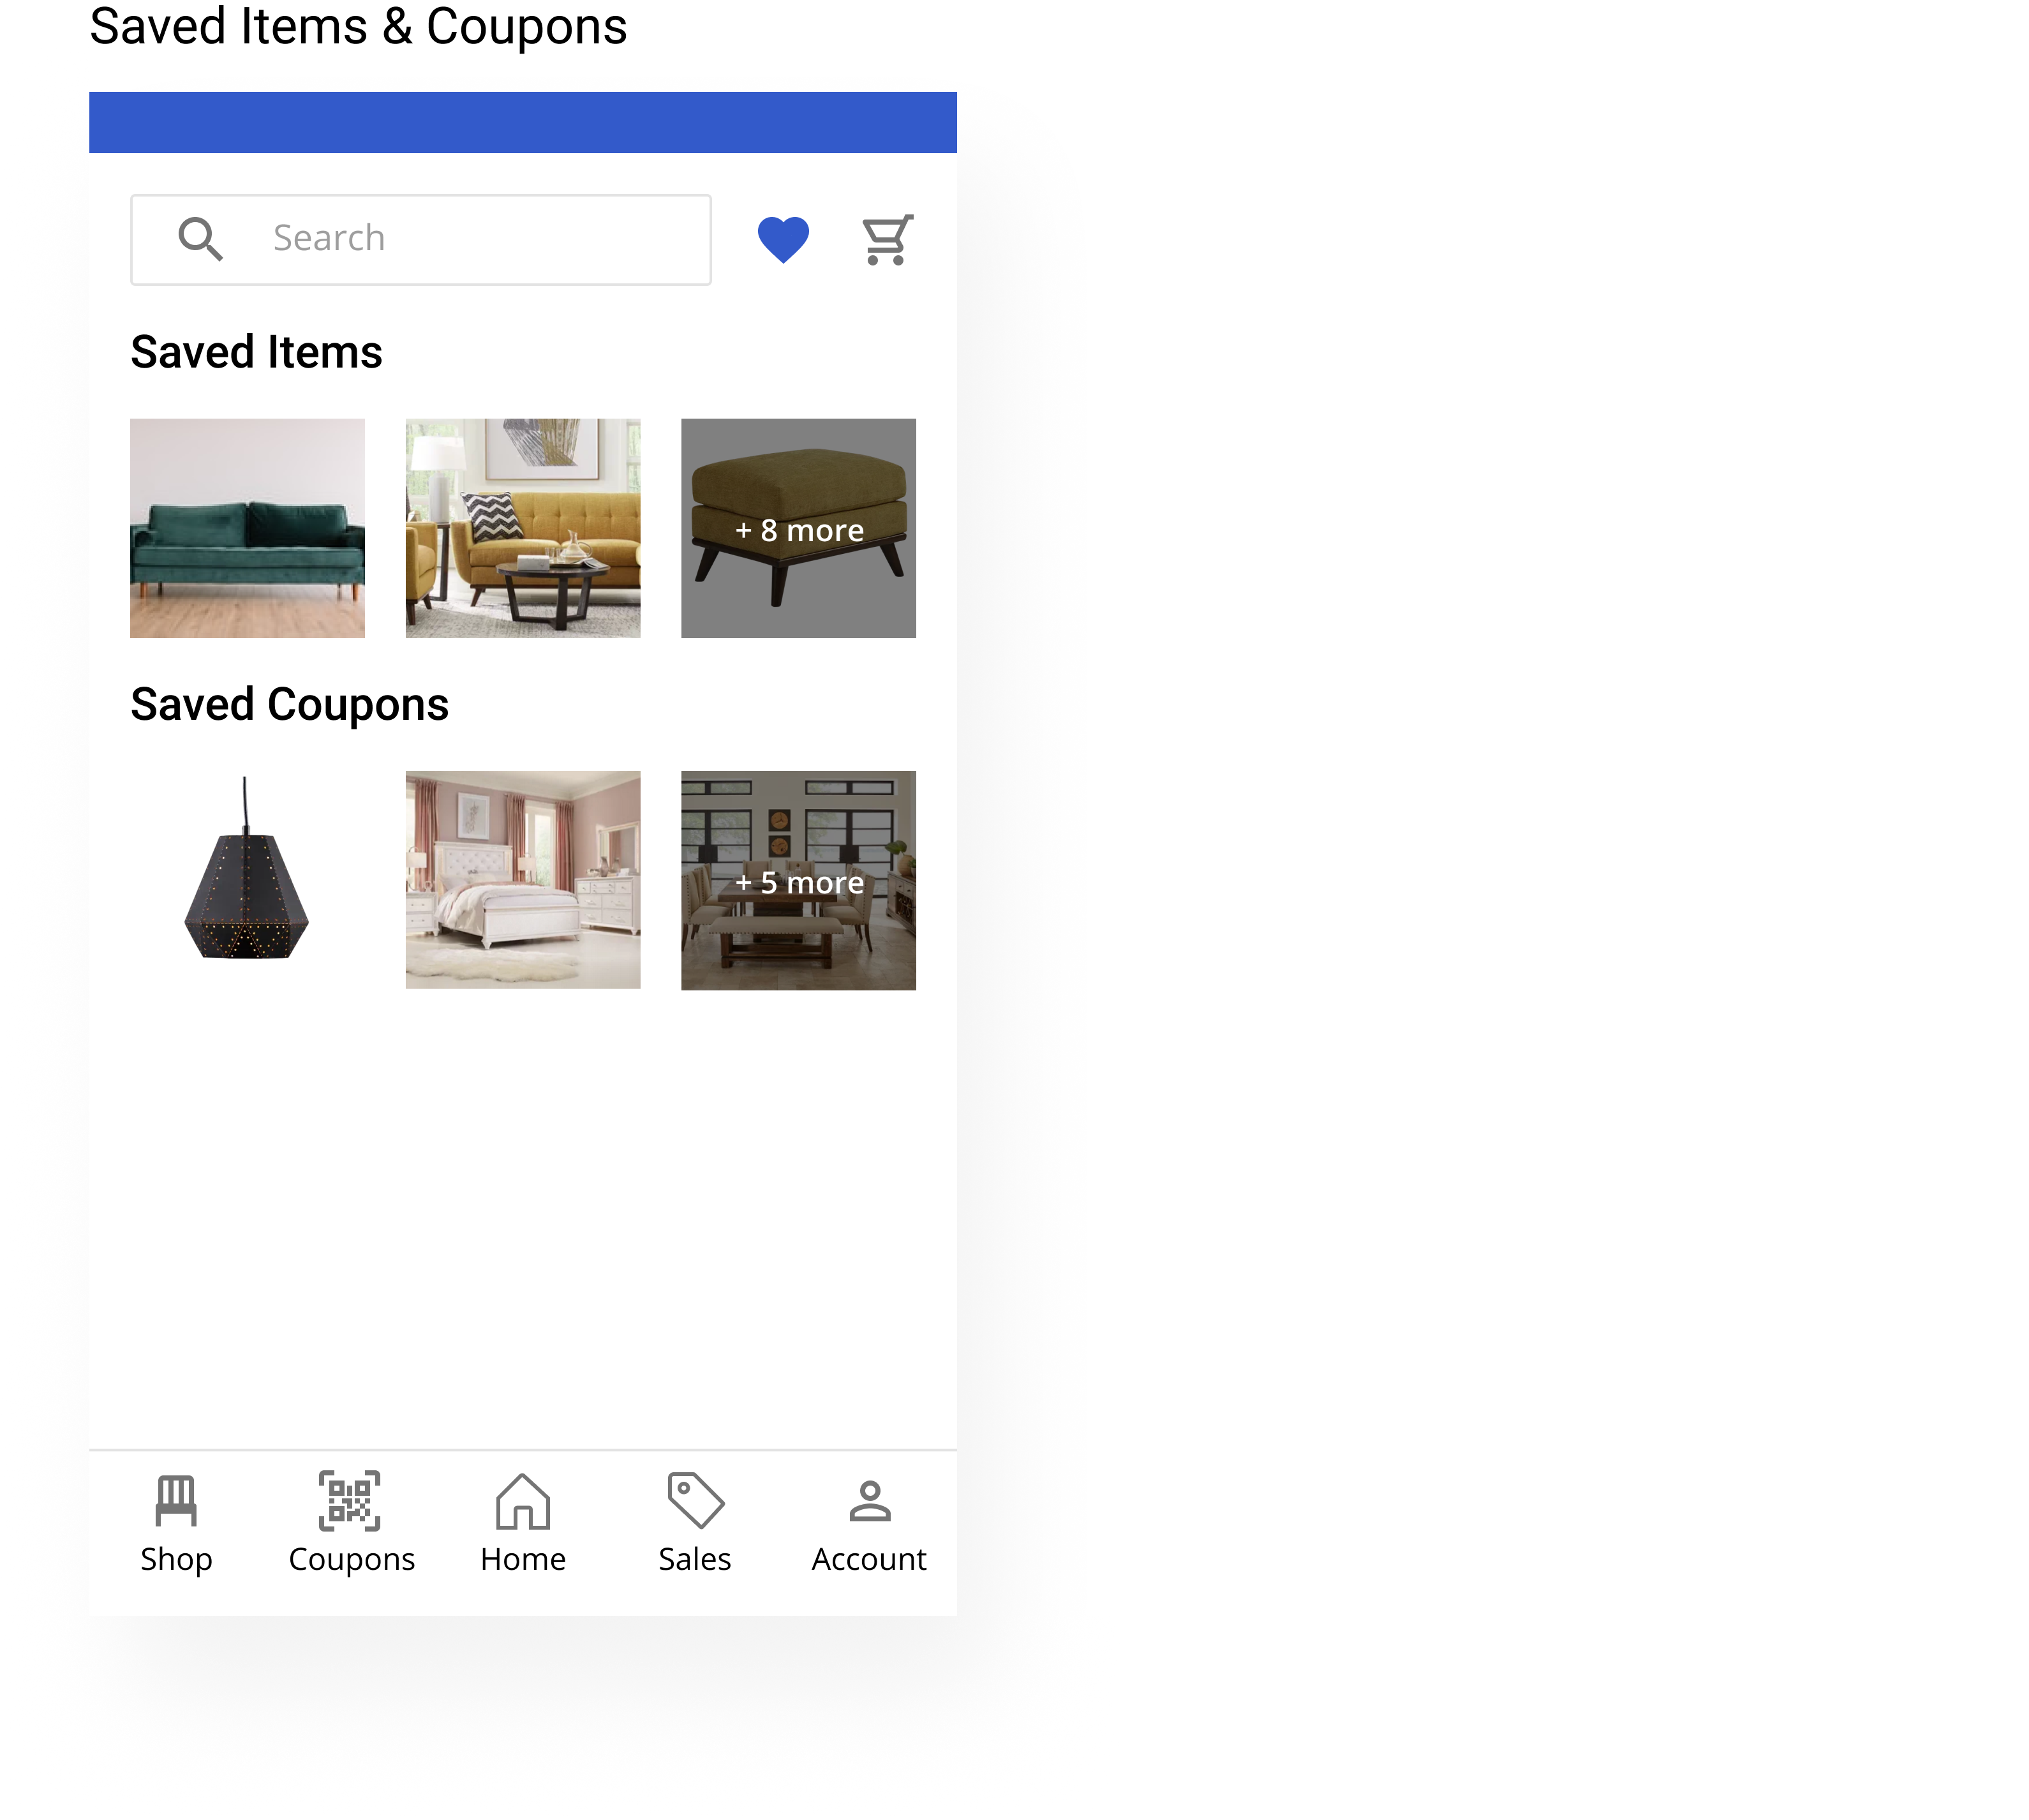 Saved Items & Coupons
Search
Saved Items
+ 8 more
Saved Coupons
+ 5 more
Shop
Coupons
Home
Sales
Account